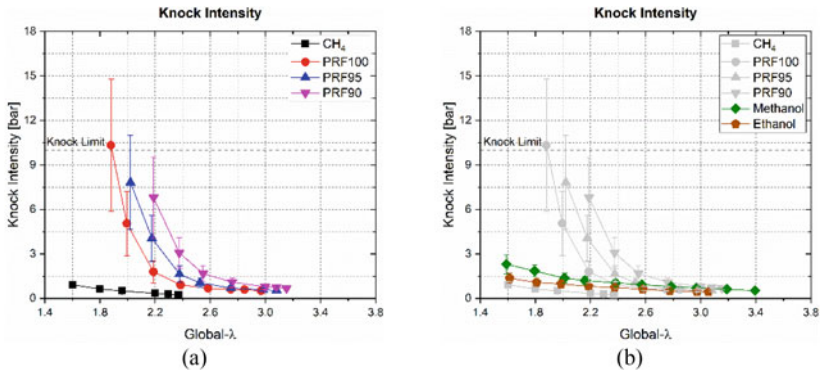 Knock Intensity
Knock Intensity [bar]
18
15
12
9
6
3
0
Knock Limit
CH₄
PRF100
PRF95
PRF90
1.4 1.8 2.2 2.6 3.0 3.4 3.8
Global-λ
(a)
Knock Intensity
Knock Intensity [bar]
18
15
12
9
6
3
0
Knock Limit
CH₄
PRF100
PRF95
PRF90
Methanol
Ethanol
1.4 1.8 2.2 2.6 3.0 3.4 3.8
Global-λ
(b)